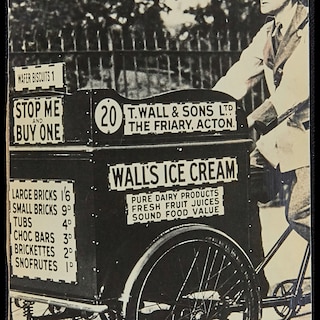 WAFER BISCUITS 1
STOP ME
AND
BUY ONE
20
T. WALL & SONS LTD
THE FRIARY, ACTON.
WALL'S ICE CREAM
PURE DAIRY PRODUCTS
FRESH FRUIT JUICES
SOUND FOOD VALUE
LARGE BRICKS 1/6
SMALL BRICKS 9D
TUBS 4D
CHOC BARS 3D
BRICKETTES 2D
SNOFRUTES 1D